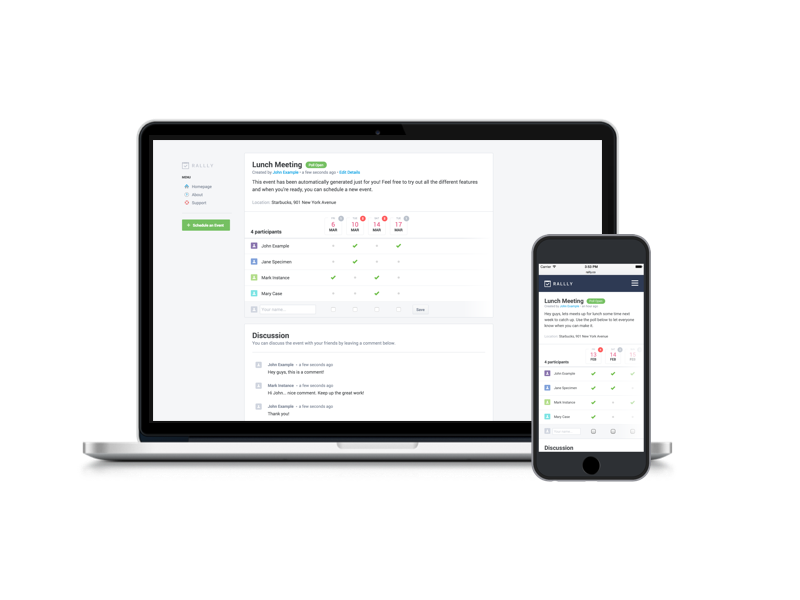 RALLLY
MENU
Homepage
About
Support
+ Schedule an Event
Lunch Meeting Poll Open
Created by John Example • a few seconds ago • Edit Details
This event has been automatically generated just for you! Feel free to try out all the different features
and when you're ready, you can schedule a new event.
Location: Starbucks, 901 New York Avenue
4 participants
6 10 14 17
MAR MAR MAR MAR
John Example
Jane Specimen
Mark Instance
Mary Case
Your name...
Save
Discussion
You can discuss the event with your friends by leaving a comment below.
John Example • a few seconds ago
Hey guys, this is a comment!
Mark Instance • a few seconds ago
Hi John... nice comment. Keep up the great work!
John Example • a few seconds ago
Thank you!
Carrier 3:53 PM
RALLLY
Lunch Meeting Poll Open
Created by John Example
Hey guys, lets meets up for lunch some time next
week to catch up. Use the poll below to let everyone
know when you can make it.
Location: Starbucks, 901 New York Avenue
4 participants
13 14 15
FEB FEB FEB
John Example
Jane Specimen
Mark Instance
Mary Case
Your name...
Discussion